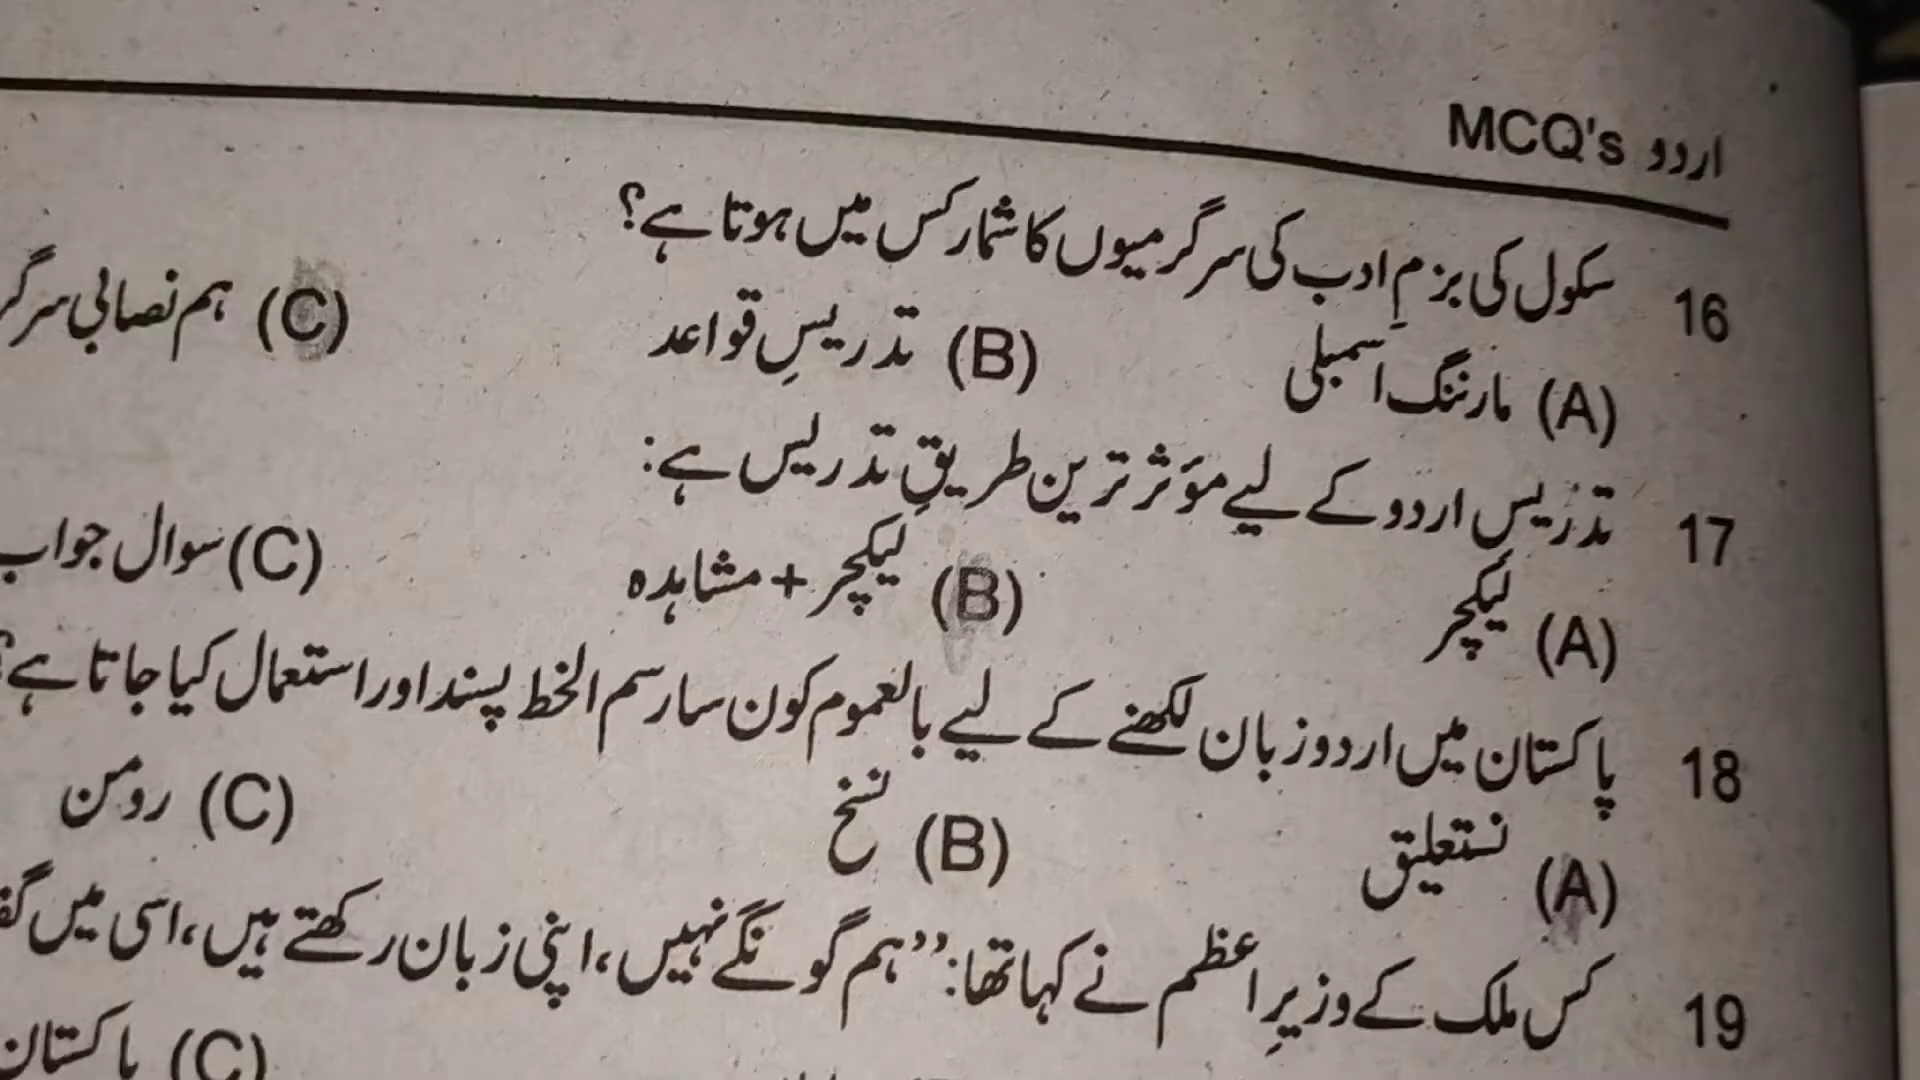 اردو MCQ's
16 سکول کی بزمِ ادب کی سرگرمیوں کا شمار کس میں ہوتا ہے؟
(A) مارننگ اسمبلی (B) تدریسِ قواعد (C) ہم نصابی
17 تدریس اردو کے لیے مؤثر ترین طریقِ تدریس ہے:
(A) لیکچر (B) لیکچر + مشاہدہ (C) سوال جواب
18 پاکستان میں اردو زبان لکھنے کے لیے بالعموم کون سا رسم الخط پسند اور استعمال کیا جاتا ہے؟
(A) نستعلیق (B) نسخ (C) رومن
19 کس ملک کے وزیرِ اعظم نے کہا تھا: ’’ہم گونگے نہیں، اپنی زبان رکھتے ہیں، اسی میں
(C) پاکستان